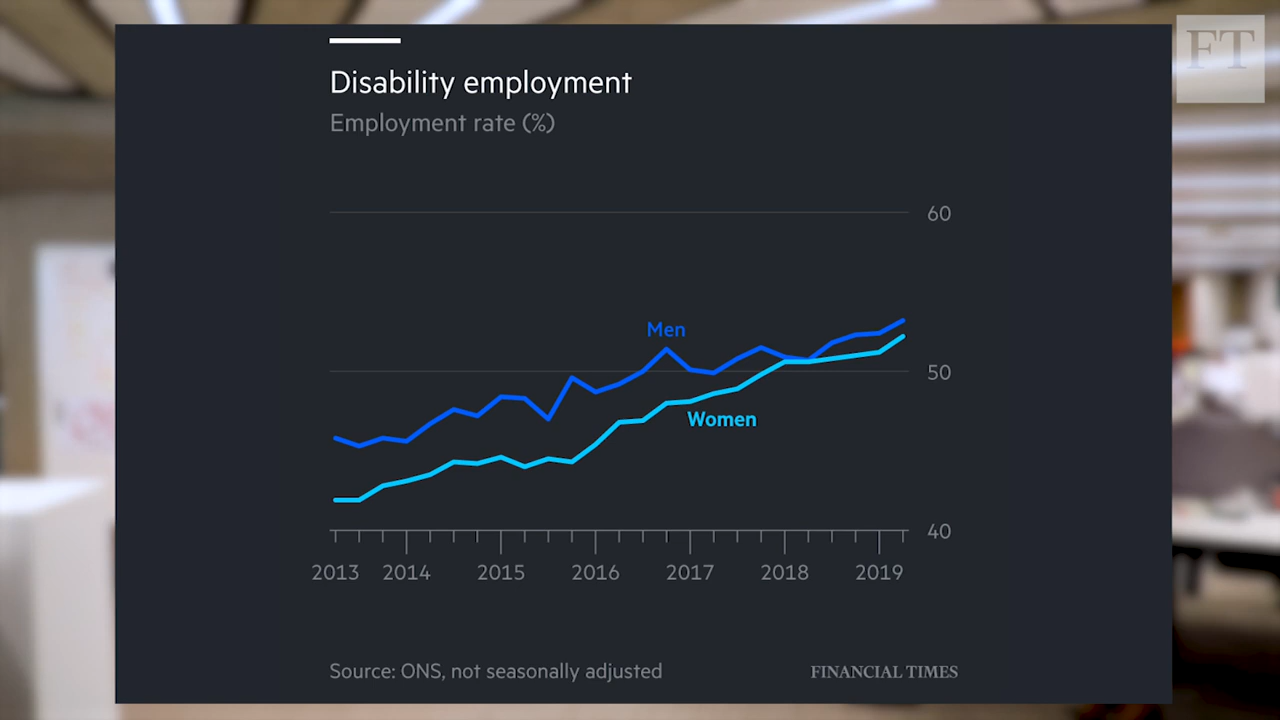 FT
Disability employment
Employment rate (%)
60
Men
50
Women
40
2013 2014 2015 2016 2017 2018 2019
Source: ONS, not seasonally adjusted
FINANCIAL TIMES